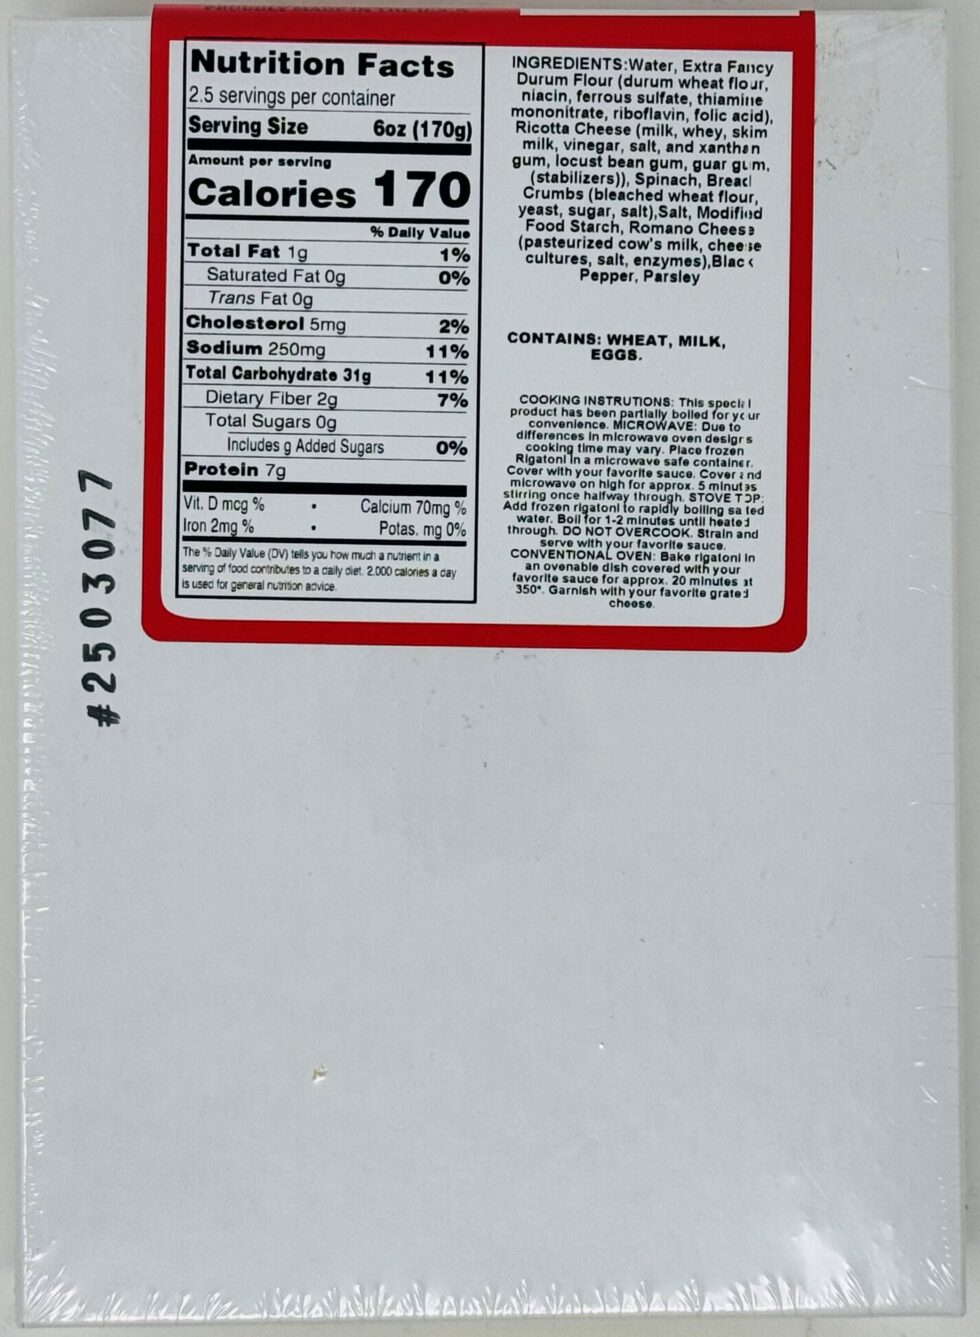 Nutrition Facts
2.5 servings per container
Serving Size 6oz (170g)
Amount per serving
Calories 170
% Daily Value
Total Fat 1g 1%
Saturated Fat 0g 0%
Trans Fat 0g
Cholesterol 5mg 2%
Sodium 250mg 11%
Total Carbohydrate 31g 11%
Dietary Fiber 2g 7%
Total Sugars 0g
Includes g Added Sugars 0%
Protein 7g
Vit. D mcg % • Calcium 70mg %
Iron 2mg % • Potas. mg 0%
The % Daily Value (DV) tells you how much a nutrient in a
serving of food contributes to a daily diet. 2,000 calories a day
is used for general nutrition advice.
INGREDIENTS:Water, Extra Fancy
Durum Flour (durum wheat flour,
niacin, ferrous sulfate, thiamine
mononitrate, riboflavin, folic acid),
Ricotta Cheese (milk, whey, skim
milk, vinegar, salt, and xanthan
gum, locust bean gum, guar gum,
(stabilizers)), Spinach, Bread
Crumbs (bleached wheat flour,
yeast, sugar, salt),Salt, Modified
Food Starch, Romano Cheese
(pasteurized cow's milk, cheese
cultures, salt, enzymes),Black
Pepper, Parsley
CONTAINS: WHEAT, MILK,
EGGS.
COOKING INSTRUTIONS: This special
product has been partially boiled for your
convenience. MICROWAVE: Due to
differences in microwave oven designs
cooking time may vary. Place frozen
Rigatoni in a microwave safe container.
Cover with your favorite sauce. Cover and
microwave on high for approx. 5 minutes
stirring once halfway through. STOVE TOP:
Add frozen rigatoni to rapidly boiling salted
water. Boil for 1-2 minutes until heated
through. DO NOT OVERCOOK. Strain and
serve with your favorite sauce.
CONVENTIONAL OVEN: Bake rigatoni in
an ovenable dish covered with your
favorite sauce for approx. 20 minutes at
350°. Garnish with your favorite grated
cheese.
#2503077